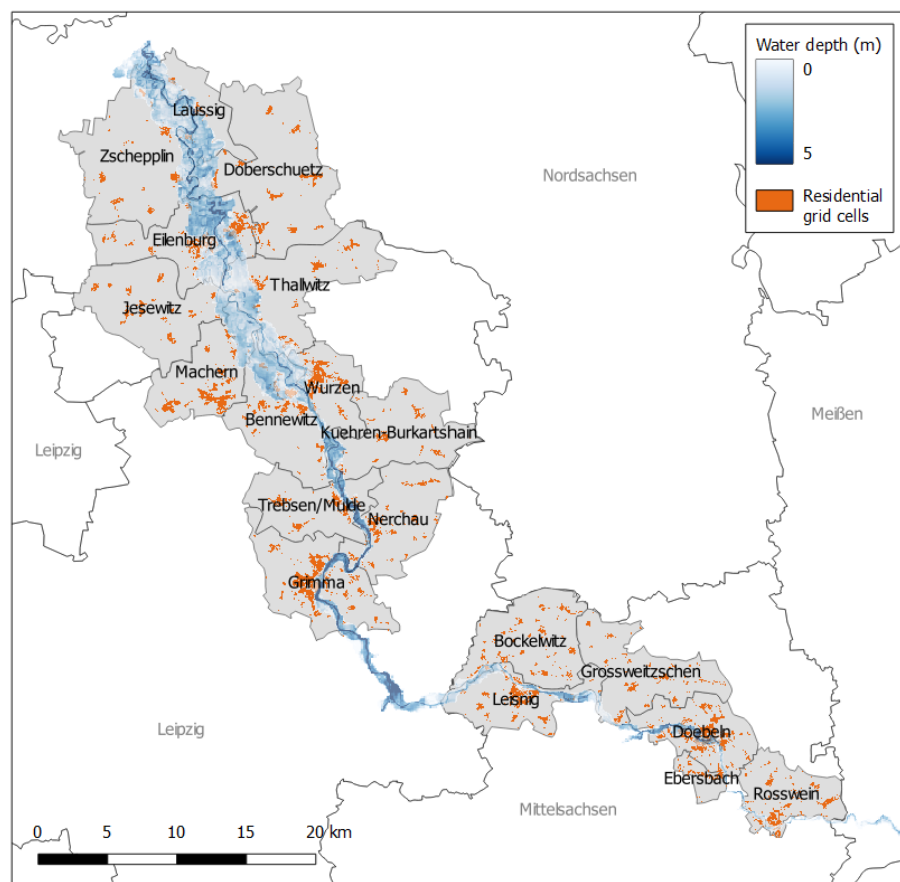 Water depth (m)
0
5
Residential
grid cells
Laussig
Zschepplin
Doberschuetz
Nordsachsen
Eilenburg
Thallwitz
Jesewitz
Machern
Wurzen
Meißen
Bennewitz
Kuehren-Burkartshain
Leipzig
Trebsen/Mulde
Nerchau
Grimma
Bockelwitz
Grossweitzschen
Leisnig
Leipzig
Doebeln
Ebersbach
Rosswein
Mittelsachsen
0 5 10 15 20 km